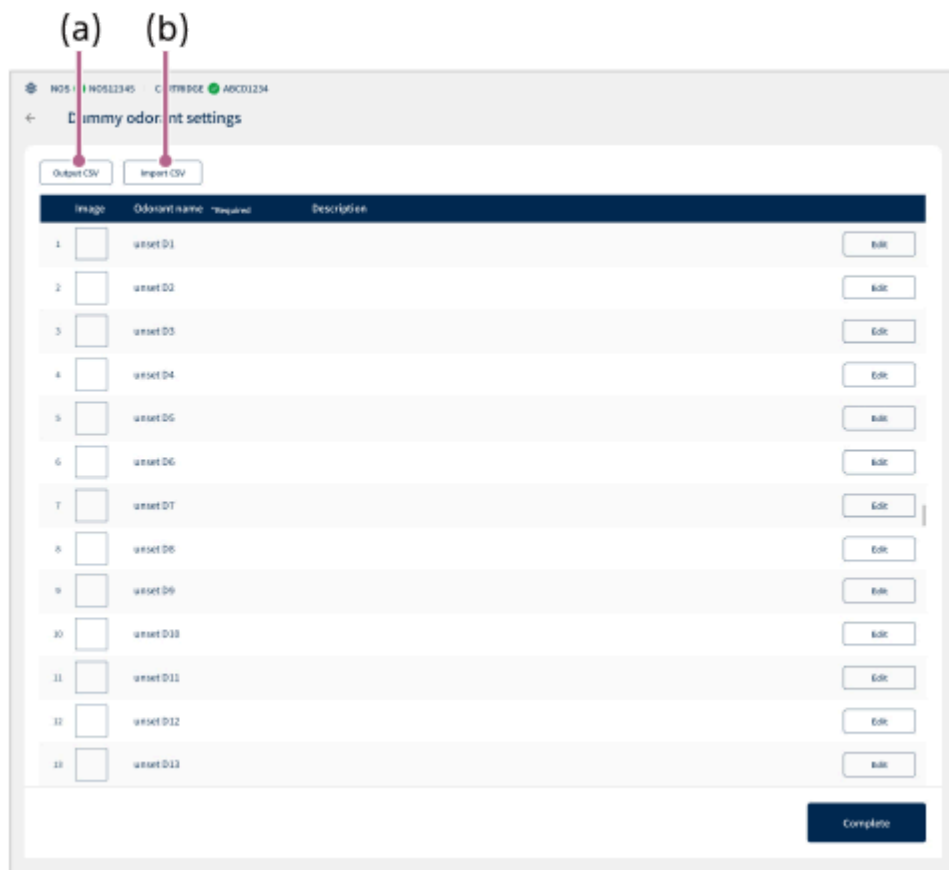 (a) (b)
NOS NOS12345 CARTRIDGE ABCD1234
Dummy odorant settings
Output CSV Import CSV
Image Odorant name *Required Description
1 unset D1 Edit
2 unset D2 Edit
3 unset D3 Edit
4 unset D4 Edit
5 unset D5 Edit
6 unset D6 Edit
7 unset D7 Edit
8 unset D8 Edit
9 unset D9 Edit
10 unset D10 Edit
11 unset D11 Edit
12 unset D12 Edit
13 unset D13 Edit
Complete